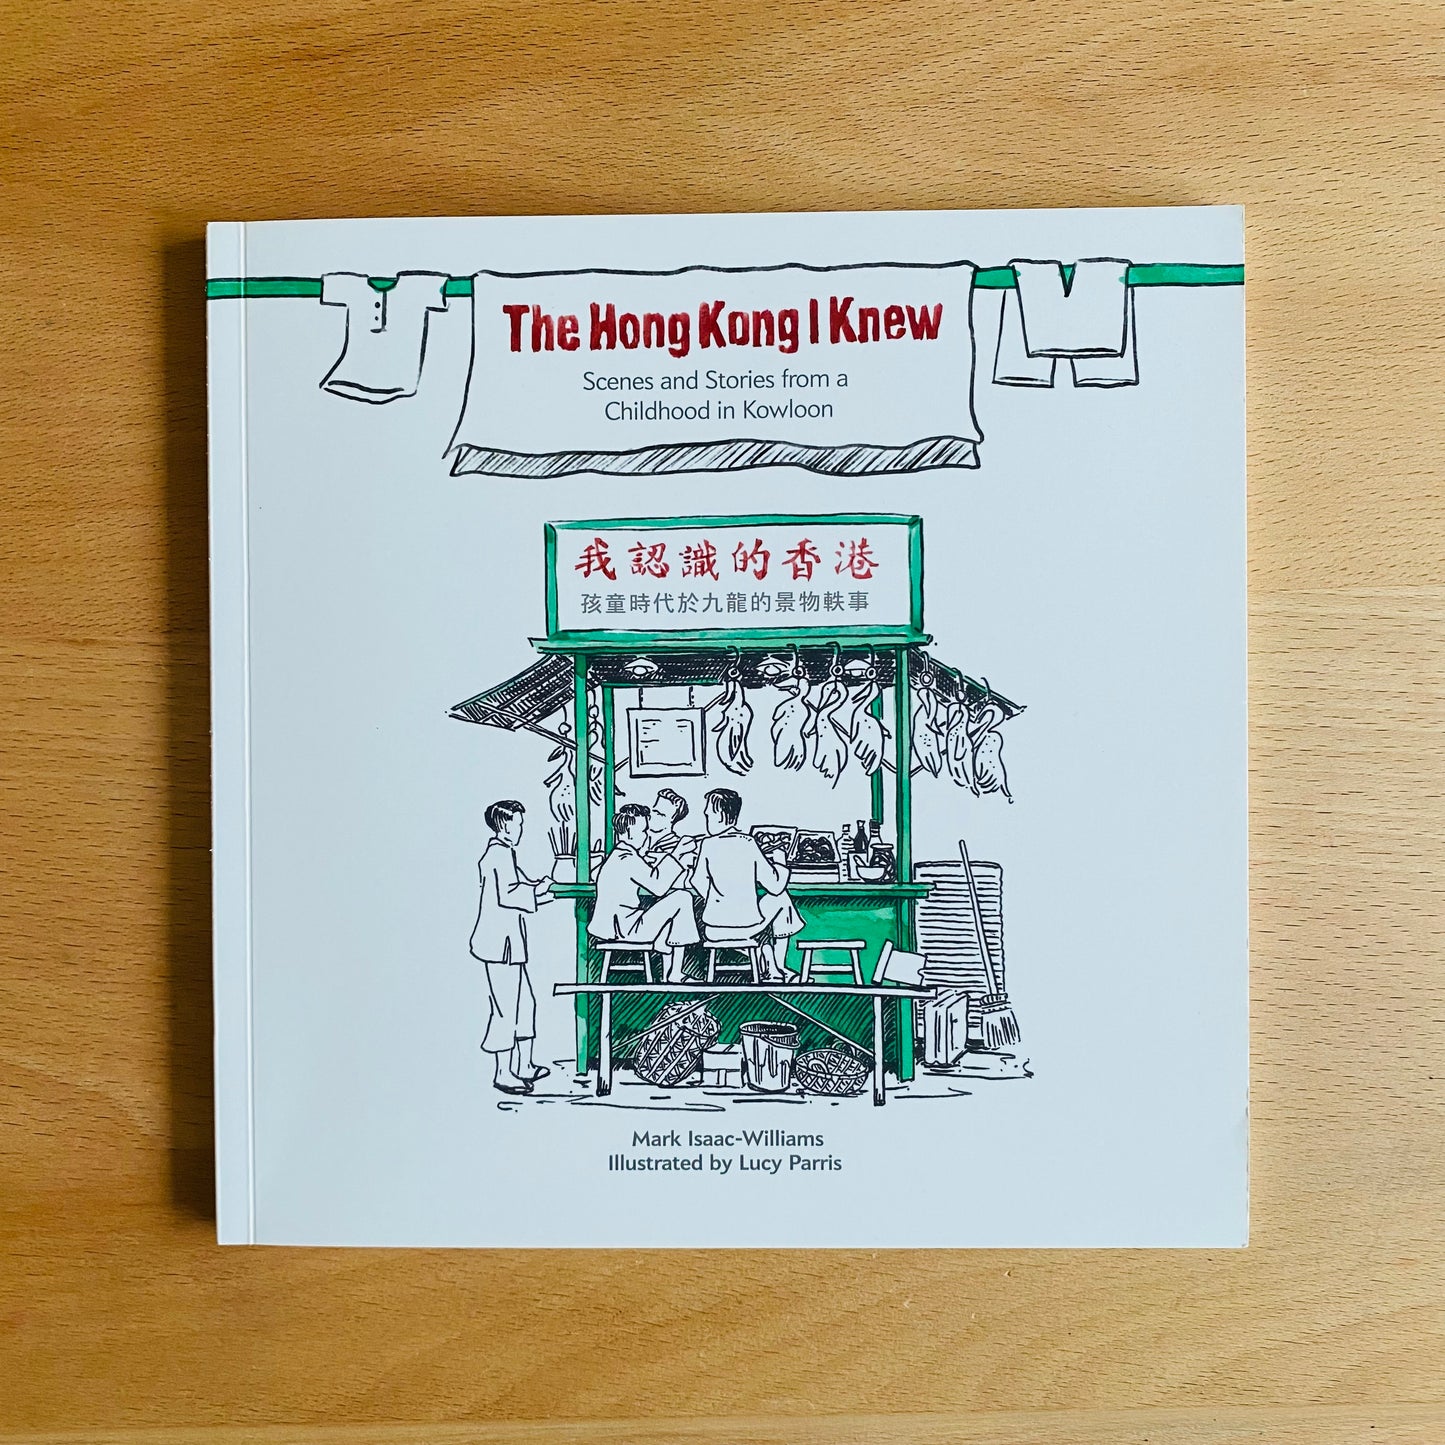 The Hong Kong I Knew
Scenes and Stories from a
Childhood in Kowloon
我認識的香港
孩童時代於九龍的景物軼事
Mark Isaac-Williams
Illustrated by Lucy Parris